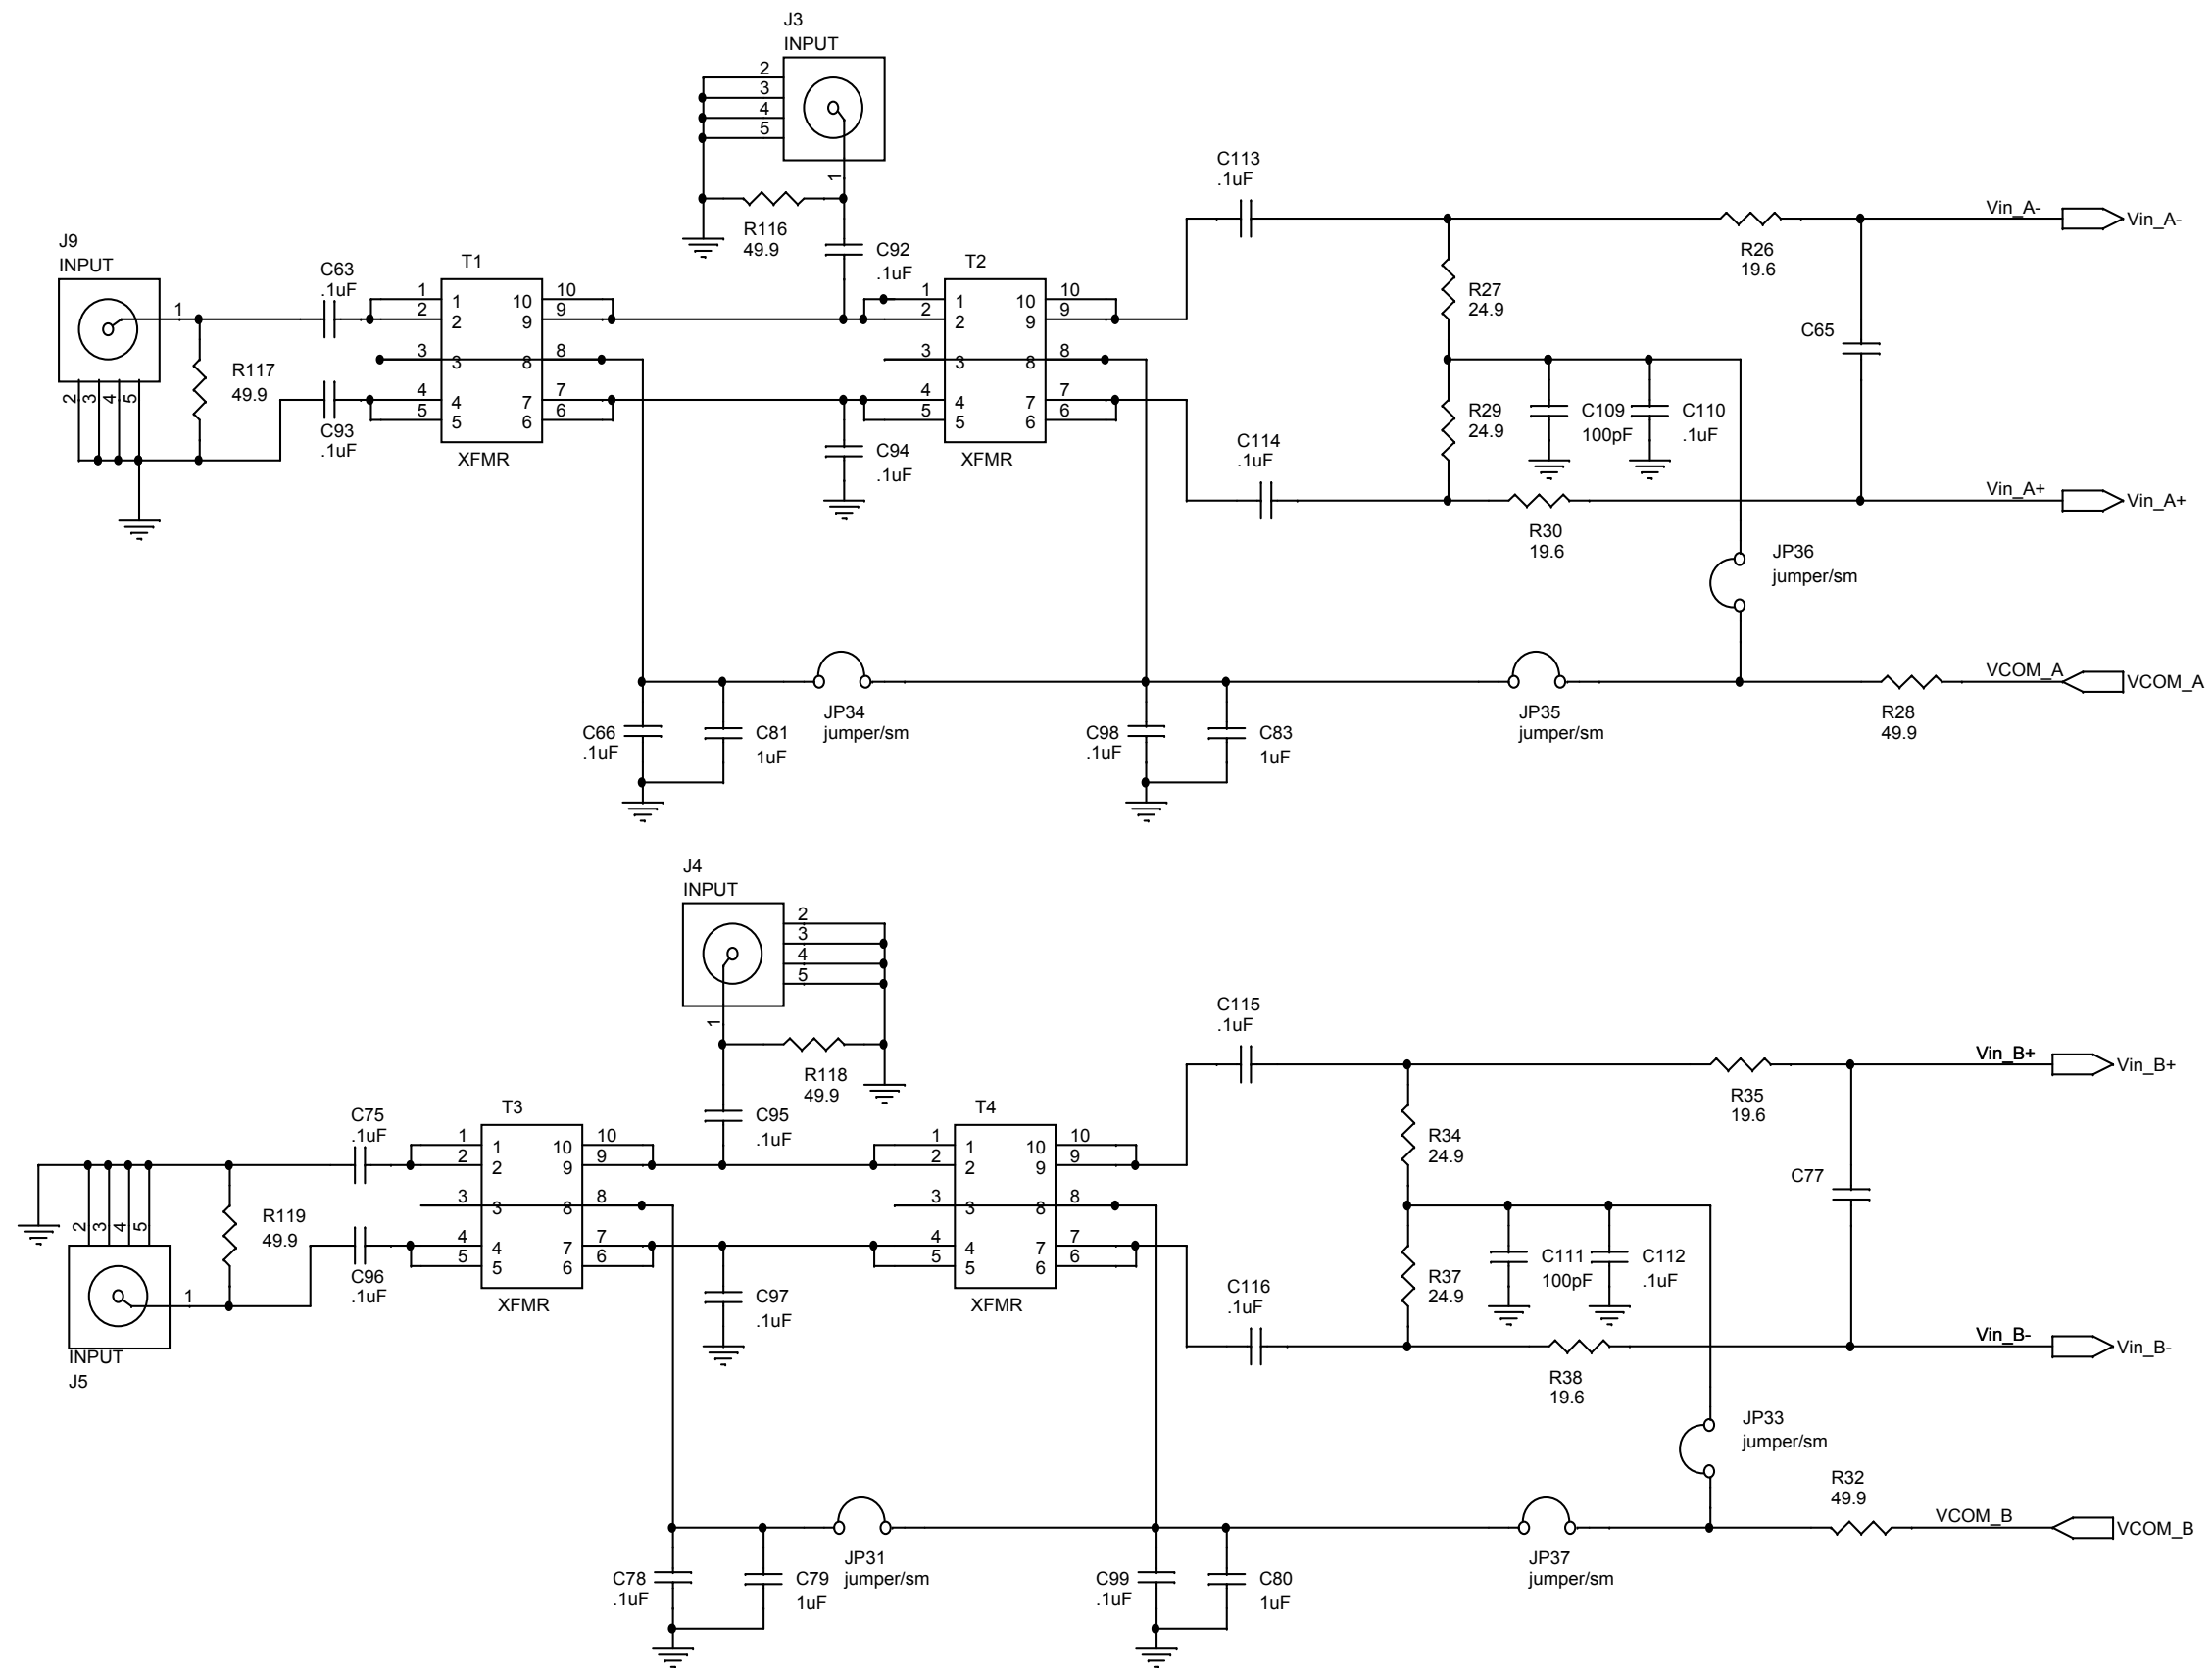 J3
INPUT
2
3
4
5
1
R116
49.9
C92
.1uF
J9
INPUT
1
2
3
4
5
R117
49.9
C63
.1uF
C93
.1uF
T1
1 1 10 10
2 2 9 9
3 3 8 8
4 4 7 7
5 5 6 6
XFMR
C94
.1uF
T2
1 1 10 10
2 2 9 9
3 3 8 8
4 4 7 7
5 5 6 6
XFMR
C113
.1uF
C114
.1uF
R27
24.9
R29
24.9
C109
100pF
C110
.1uF
R26
19.6
R30
19.6
C65
Vin_A- Vin_A-
Vin_A+ Vin_A+
JP36
jumper/sm
VCOM_A VCOM_A
R28
49.9
JP35
jumper/sm
JP34
jumper/sm
C66
.1uF
C81
1uF
C98
.1uF
C83
1uF
J4
INPUT
2
3
4
5
1
R118
49.9
C95
.1uF
C75
.1uF
C96
.1uF
2
3
4
5
1
R119
49.9
INPUT
J5
T3
1 1 10 10
2 2 9 9
3 3 8 8
4 4 7 7
5 5 6 6
XFMR
C97
.1uF
T4
1 1 10 10
2 2 9 9
3 3 8 8
4 4 7 7
5 5 6 6
XFMR
C115
.1uF
C116
.1uF
R34
24.9
R37
24.9
C111
100pF
C112
.1uF
R35
19.6
R38
19.6
C77
Vin_B+ Vin_B+
Vin_B- Vin_B-
JP33
jumper/sm
R32
49.9
VCOM_B VCOM_B
JP31
jumper/sm
JP37
jumper/sm
C78
.1uF
C79
1uF
C99
.1uF
C80
1uF